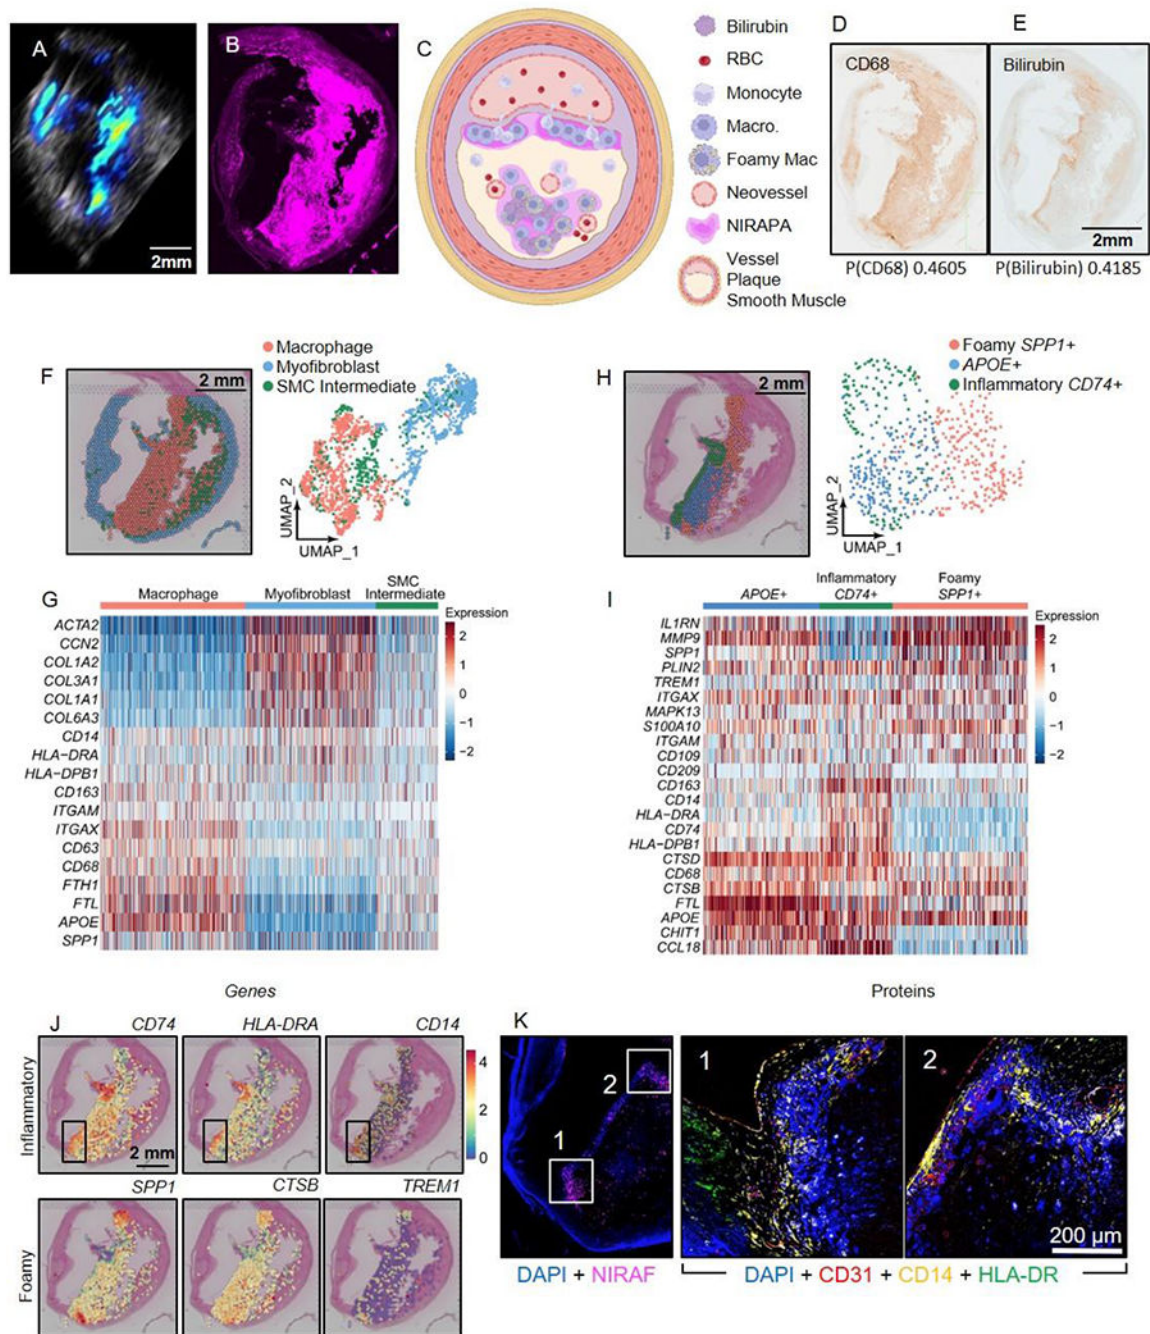 A
2mm
B
C
Bilirubin
RBC
Monocyte
Macro.
Foamy Mac
Neovessel
NIRAPA
Vessel
Plaque
Smooth Muscle
D
CD68
P(CD68) 0.4605
E
Bilirubin
2mm
P(Bilirubin) 0.4185
F
2 mm
Macrophage
Myofibroblast
SMC Intermediate
UMAP_2
UMAP_1
H
2 mm
Foamy SPP1+
APOE+
Inflammatory CD74+
UMAP_2
UMAP_1
G
Macrophage
Myofibroblast
SMC
Intermediate
Expression
2
1
0
−1
−2
ACTA2
CCN2
COL1A2
COL3A1
COL1A1
COL6A3
CD14
HLA−DRA
HLA−DPB1
CD163
ITGAM
ITGAX
CD63
CD68
FTH1
FTL
APOE
SPP1
I
APOE+
Inflammatory
CD74+
Foamy
SPP1+
Expression
2
1
0
−1
−2
IL1RN
MMP9
SPP1
PLIN2
TREM1
ITGAX
MAPK13
S100A10
ITGAM
CD109
CD209
CD163
CD14
HLA−DRA
CD74
HLA−DPB1
CTSD
CD68
CTSB
FTL
APOE
CHIT1
CCL18
Genes
J
CD74
HLA-DRA
CD14
Inflammatory
2 mm
4
2
0
SPP1
CTSB
TREM1
Foamy
Proteins
K
1
2
DAPI + NIRAF
1
2
200 µm
DAPI + CD31 + CD14 + HLA-DR